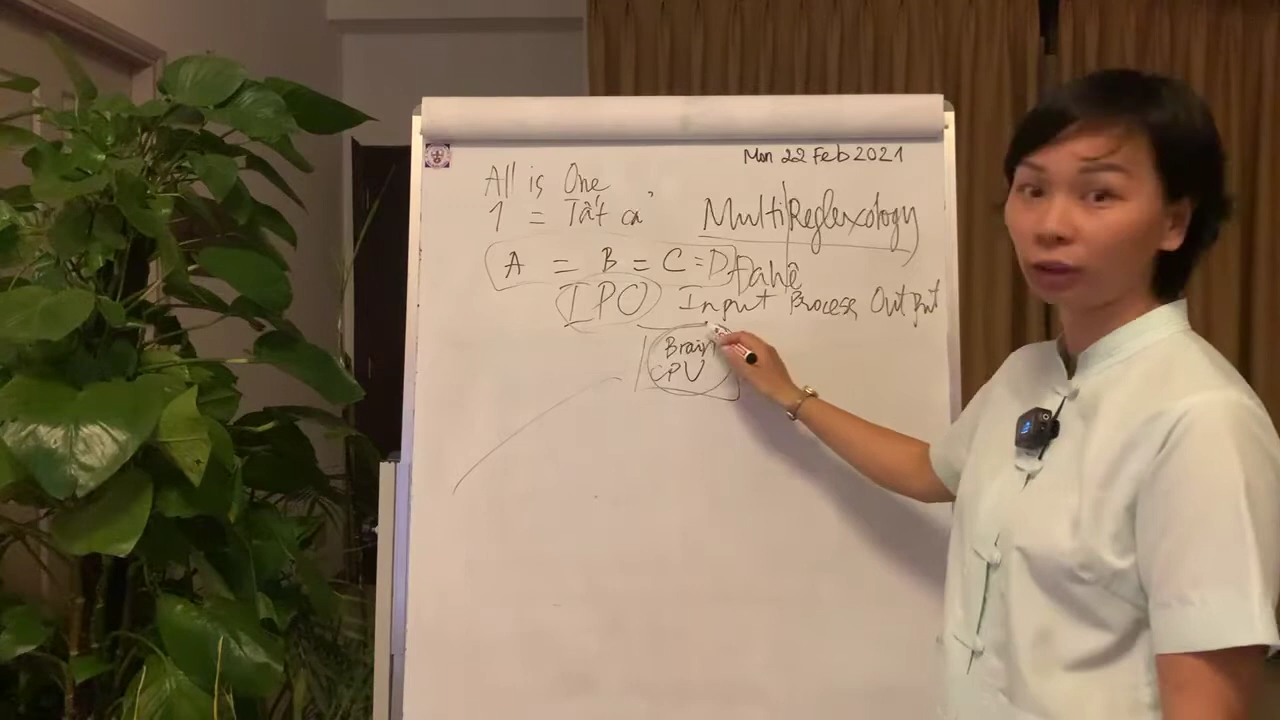 Mon 22 Feb 2021
All is One
1 = Tất cả
MultiReflexology
A = B = C = D
IPO Input Process Output
Brain
CPU